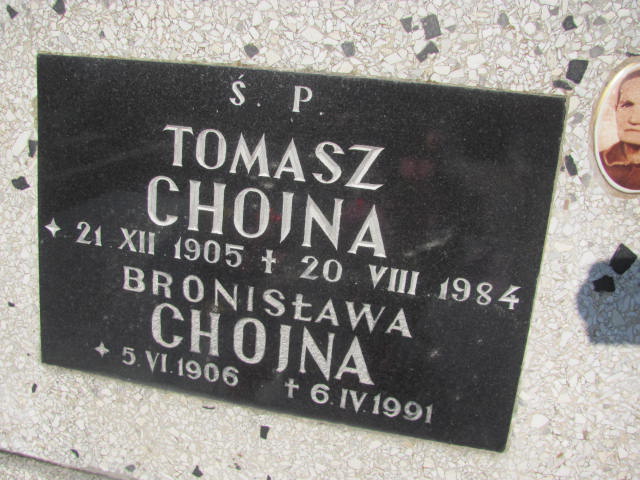 Ś. P.
TOMASZ
CHOJNA
✦ 21 XII 1905 ✝ 20 VIII 1984
BRONISŁAWA
CHOJNA
✦ 5.VI.1906 ✝ 6.IV.1991